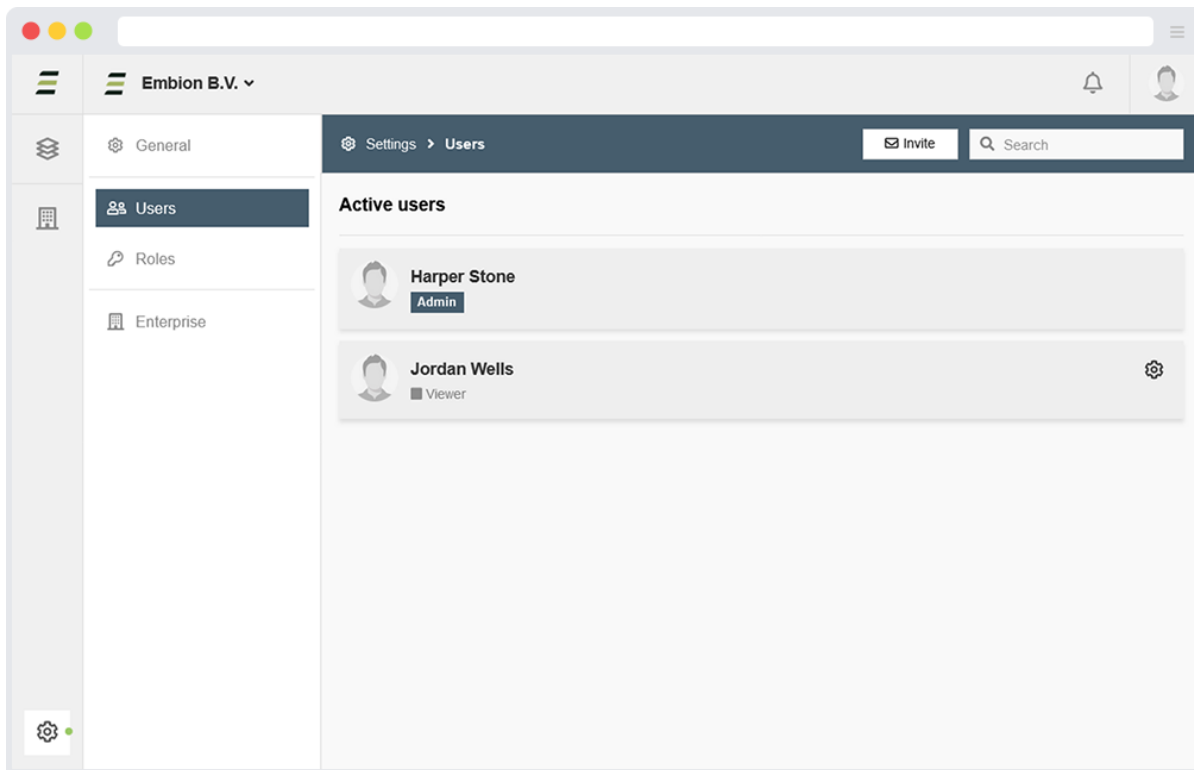 Embion B.V.
General
Users
Roles
Enterprise
Settings > Users
Invite
Search
Active users
Harper Stone
Admin
Jordan Wells
Viewer